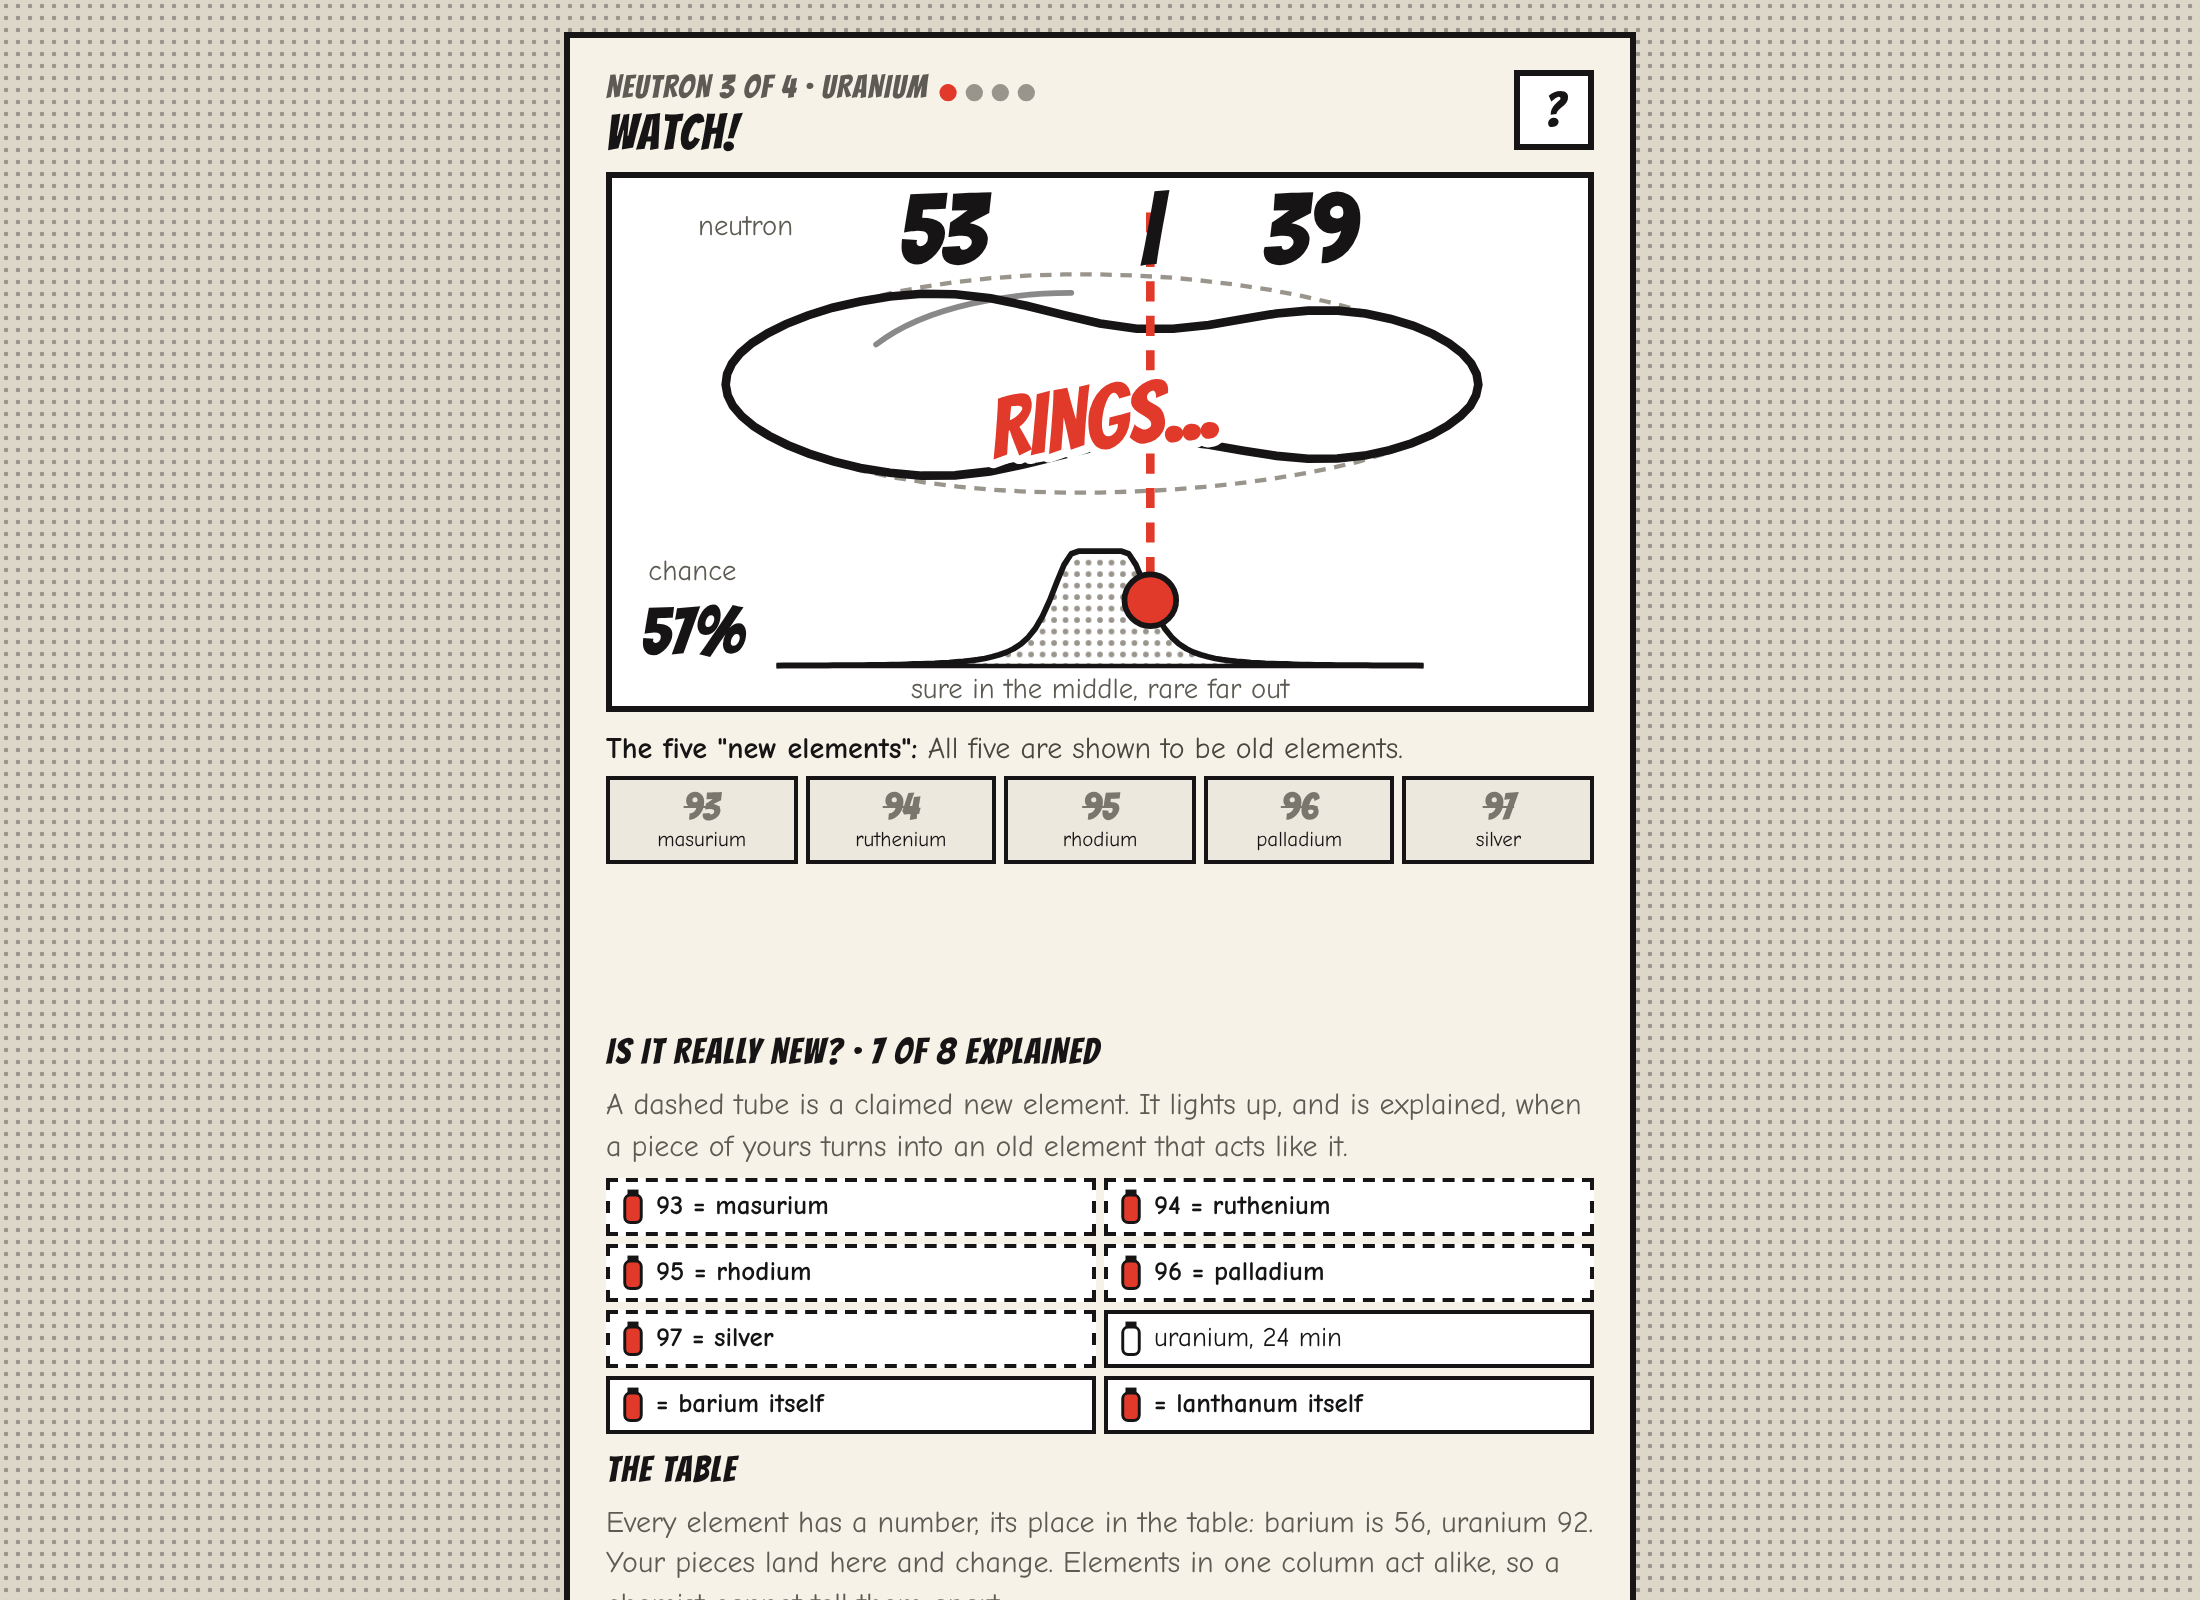 NEUTRON 3 OF 4 · URANIUM
WATCH!
?
neutron
53 / 39
RINGS...
chance
57%
sure in the middle, rare far out
The five "new elements": All five are shown to be old elements.
93 94 95 96 97
masurium ruthenium rhodium palladium silver
IS IT REALLY NEW? · 7 OF 8 EXPLAINED
A dashed tube is a claimed new element. It lights up, and is explained, when
a piece of yours turns into an old element that acts like it.
93 = masurium
94 = ruthenium
95 = rhodium
96 = palladium
97 = silver
uranium, 24 min
= barium itself
= lanthanum itself
THE TABLE
Every element has a number, its place in the table: barium is 56, uranium 92.
Your pieces land here and change. Elements in one column act alike, so a